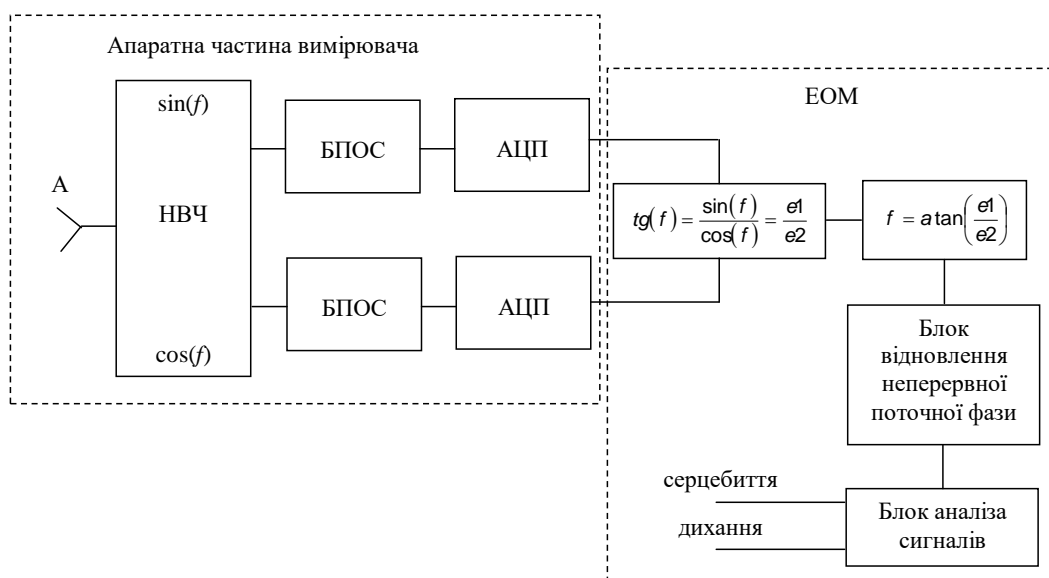 Апаратна частина вимірювача
ЕОМ
sin(f)
БПОС
АЦП
А
НВЧ
tg(f) = sin(f)/cos(f) = e1/e2
f = a tan(e1/e2)
БПОС
АЦП
cos(f)
Блок
відновлення
неперервної
поточної фази
серцебиття
дихання
Блок аналіза
сигналів